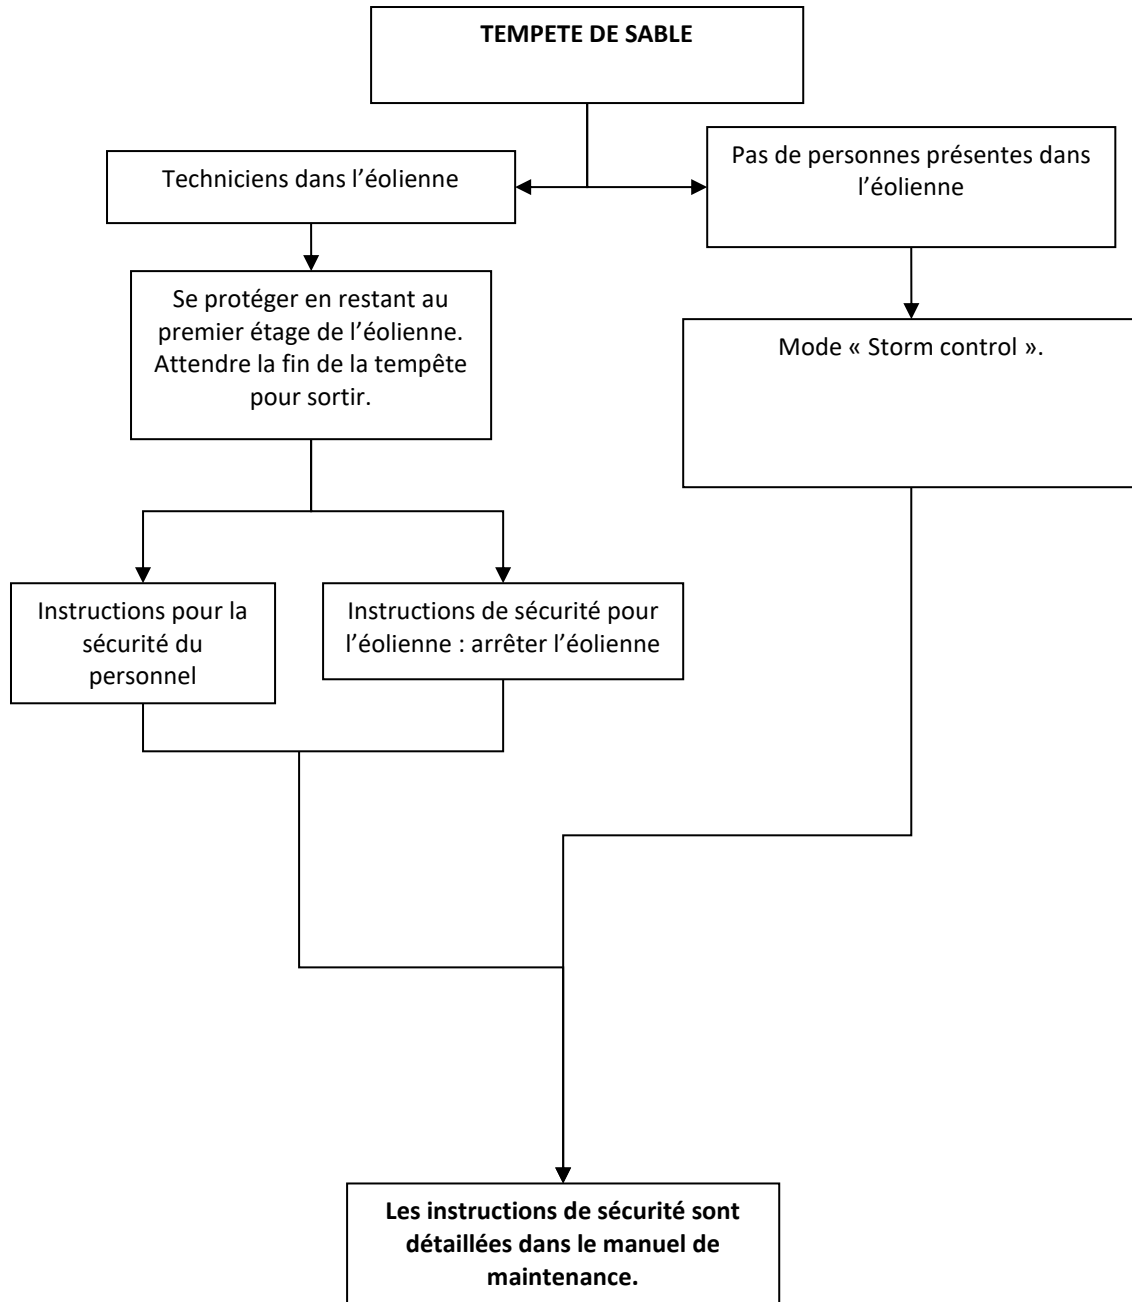 TEMPETE DE SABLE
Techniciens dans l’éolienne
Pas de personnes présentes dans
l’éolienne
Se protéger en restant au
premier étage de l’éolienne.
Attendre la fin de la tempête
pour sortir.
Mode « Storm control ».
Instructions pour la
sécurité du
personnel
Instructions de sécurité pour
l’éolienne : arrêter l’éolienne
Les instructions de sécurité sont
détaillées dans le manuel de
maintenance.